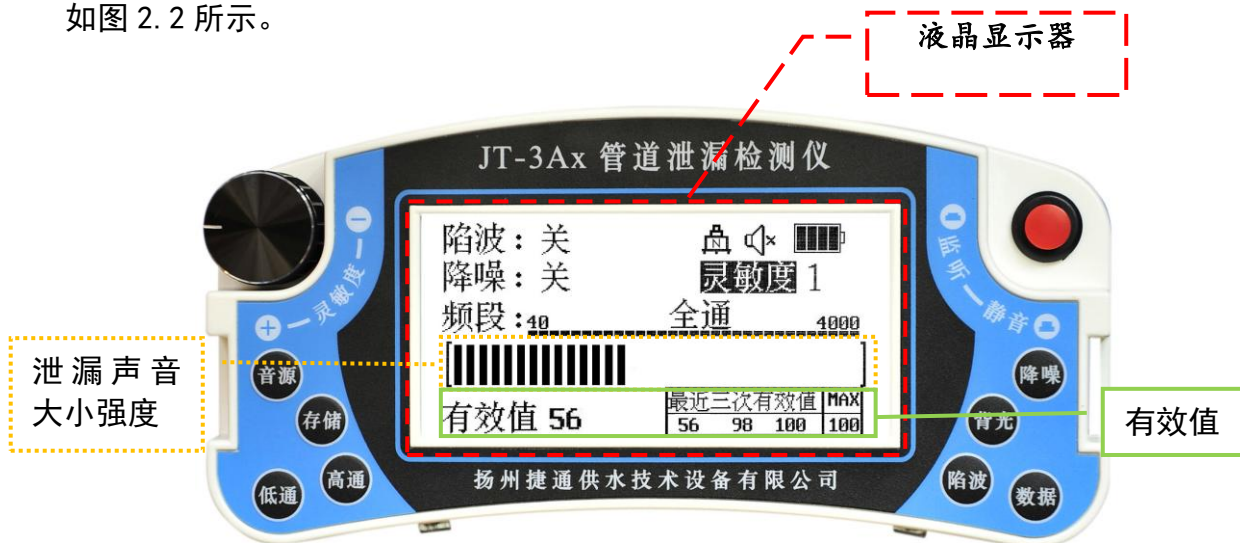 如图 2.2 所示。
液晶显示器
JT-3Ax 管道泄漏检测仪
陷波：关
降噪：关
灵敏度 1
频段：40 全通 4000
有效值 56
最近三次有效值 MAX
56 98 100 100
泄漏声音
大小强度
有效值
灵敏度
监听
静音
音源
存储
高通
低通
降噪
背光
陷波
数据
扬州捷通供水技术设备有限公司